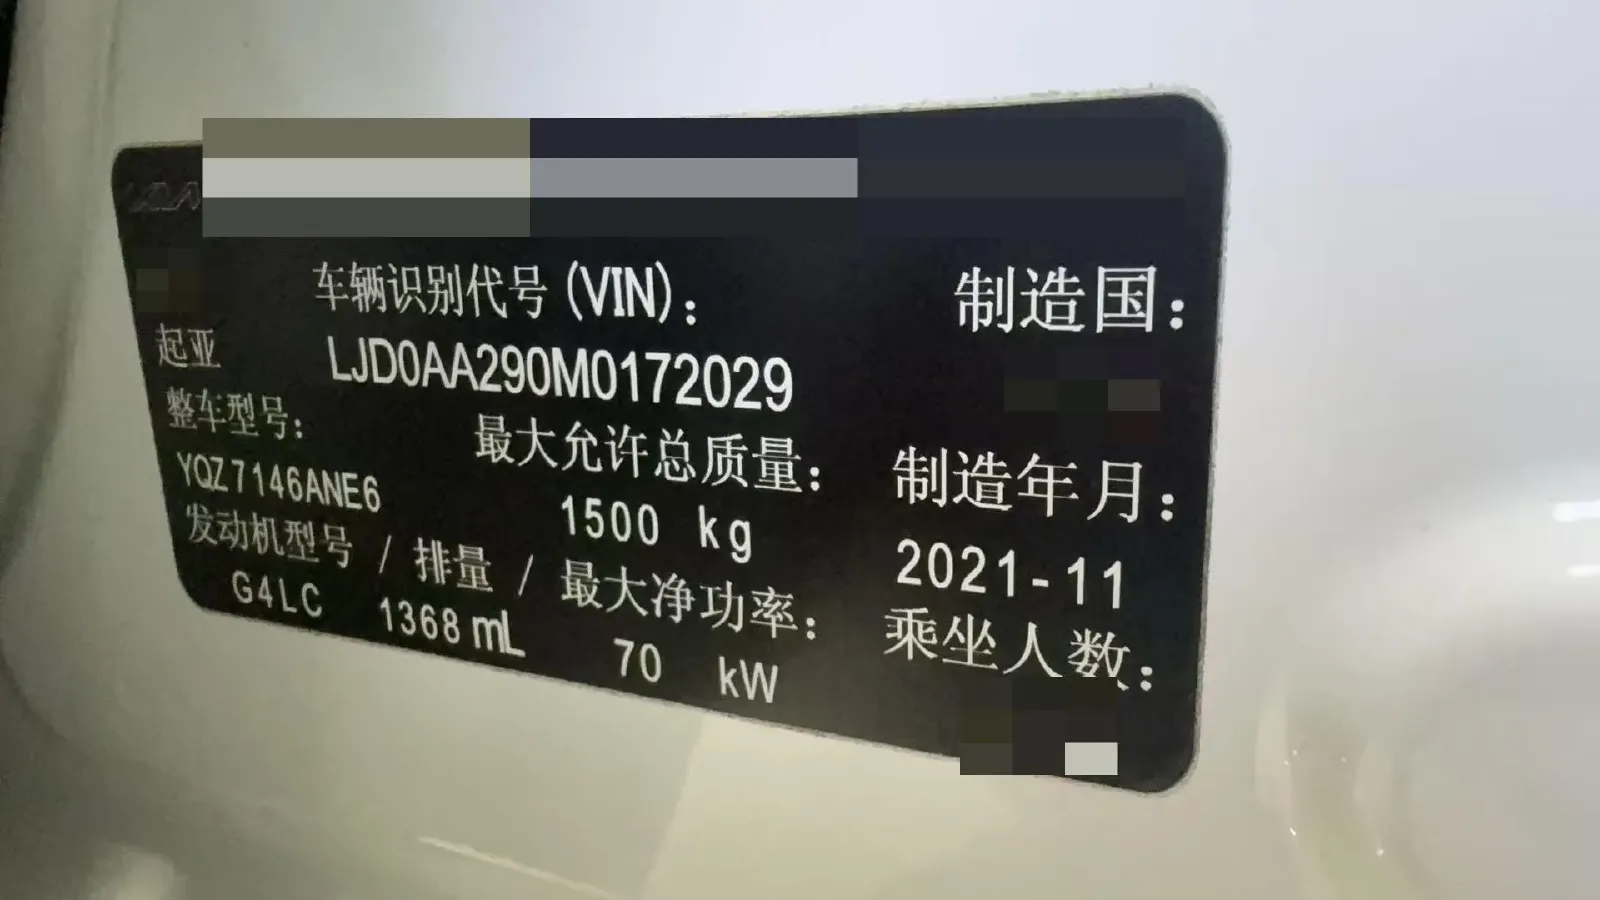 车辆识别代号(VIN):
制造国:
起亚
LJD0AA290M0172029
整车型号:
最大允许总质量:
制造年月:
YQZ7146ANE6
1500 kg
2021-11
发动机型号 / 排量 / 最大净功率:
乘坐人数:
G4LC 1368 mL 70 kW